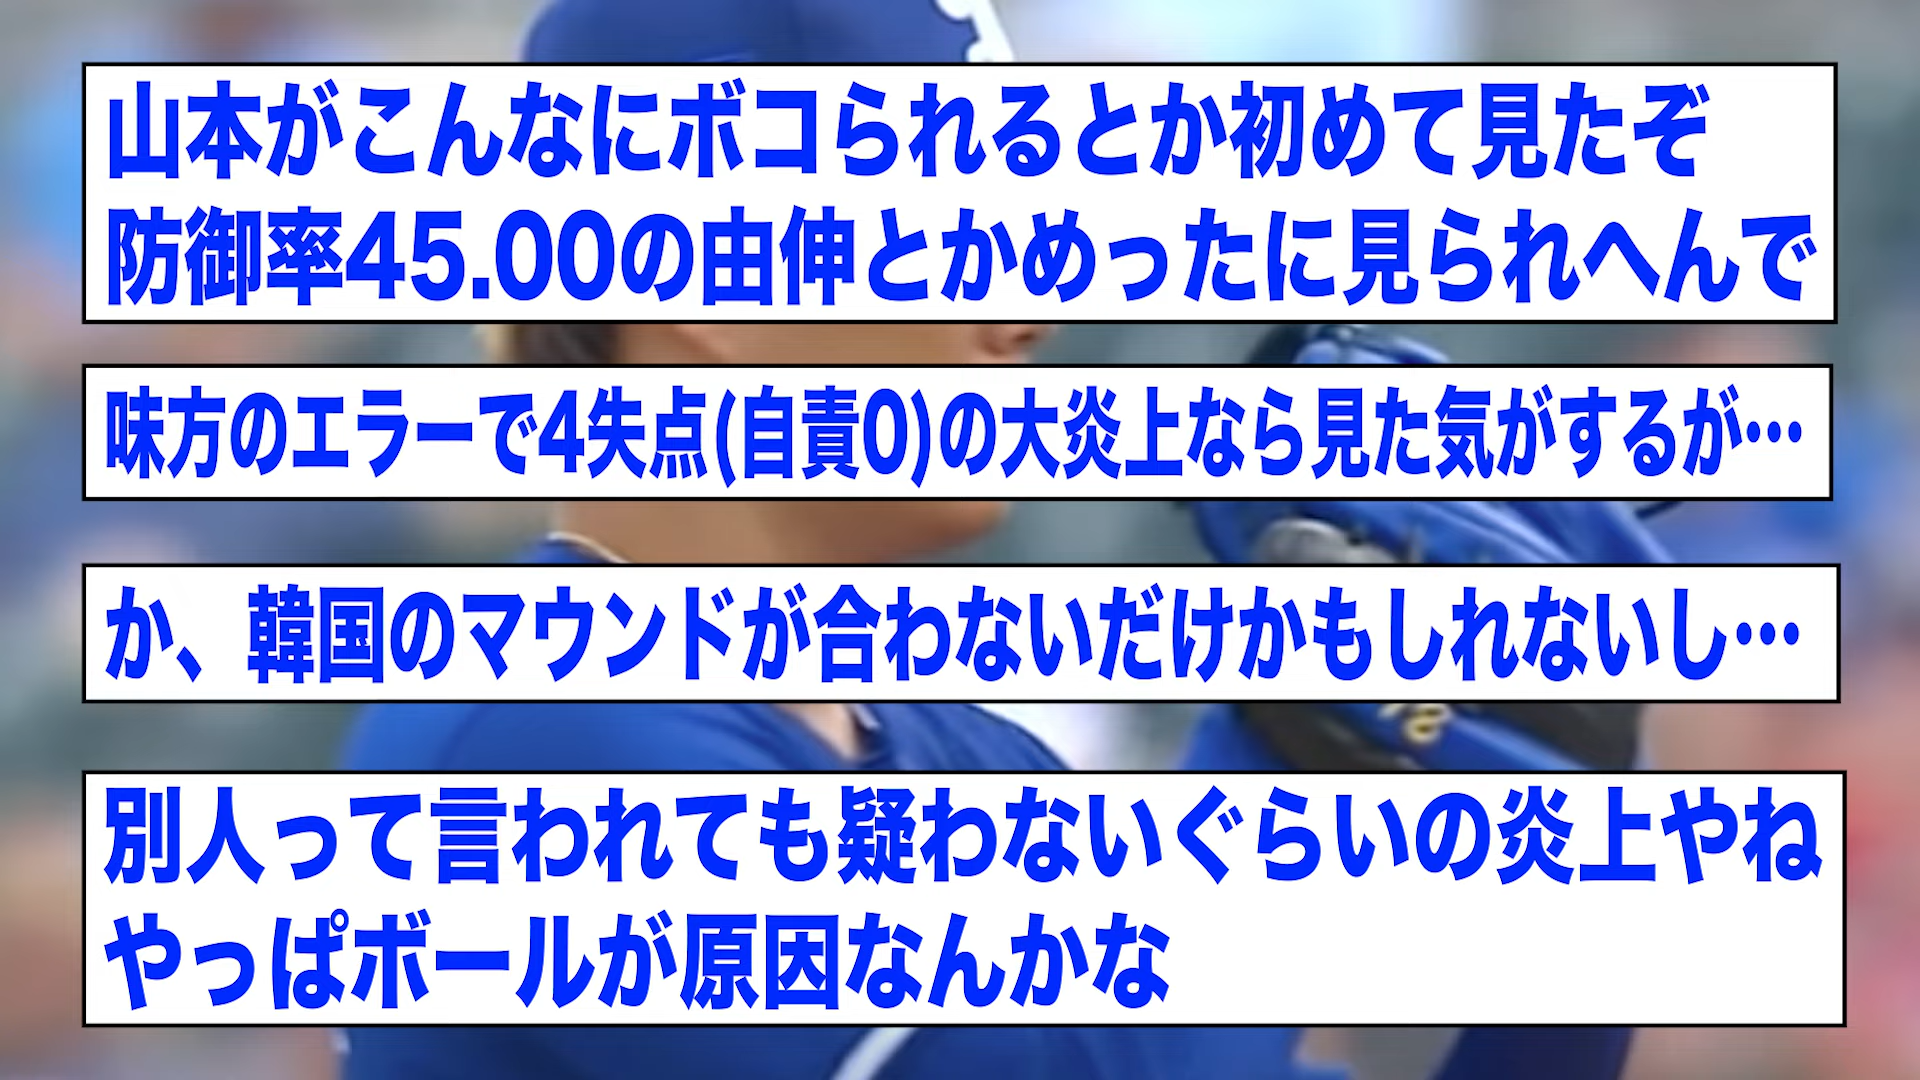 山本がこんなにボコられるとか初めて見たぞ
防御率45.00の由伸とかめったに見られへんで
味方のエラーで4失点(自責0)の大炎上なら見た気がするが…
か、韓国のマウンドが合わないだけかもしれないし…
別人って言われても疑わないぐらいの炎上やね
やっぱボールが原因なんかな